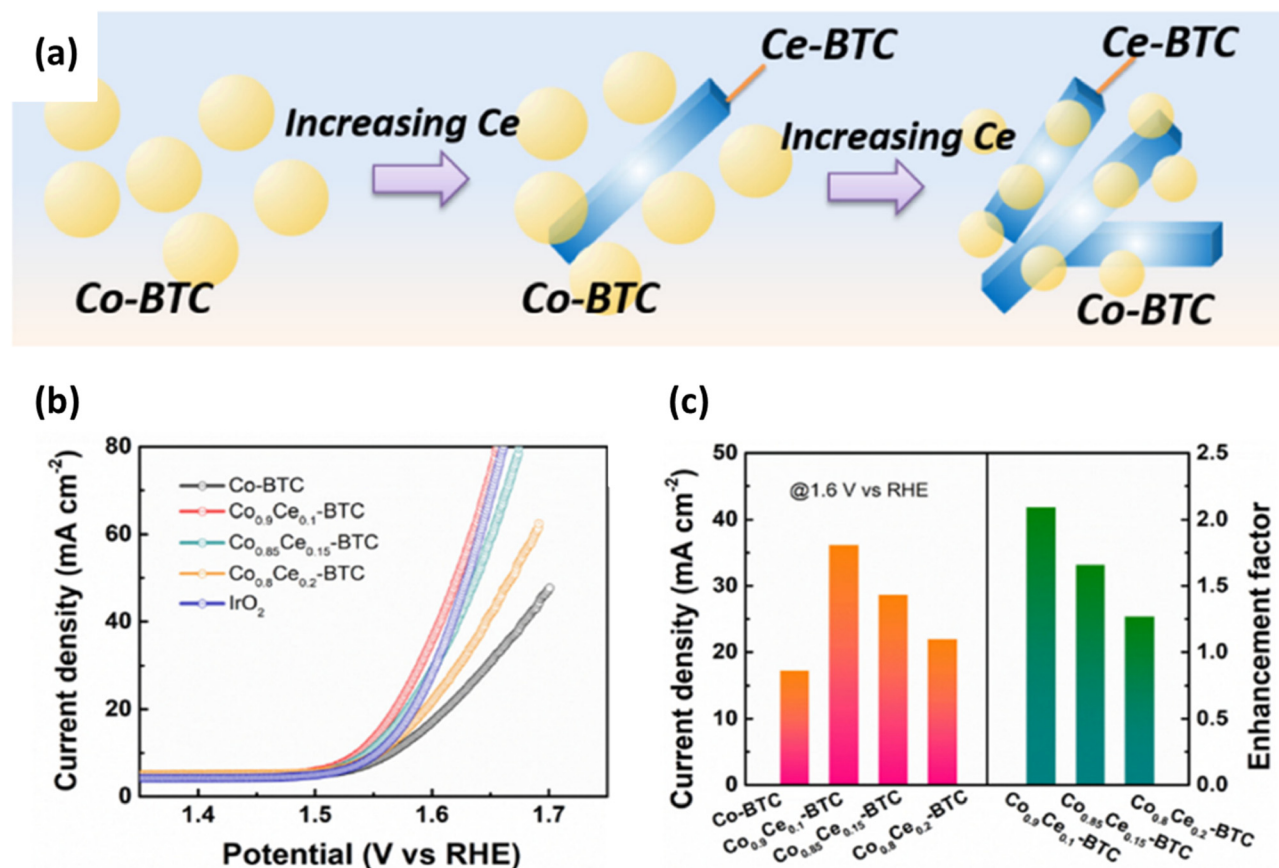 (a)
Ce-BTC
Ce-BTC
Increasing Ce
Increasing Ce
Co-BTC
Co-BTC
Co-BTC
(b)
Current density (mA cm⁻²)
80
60
40
20
0
Co-BTC
Co₀.₉Ce₀.₁-BTC
Co₀.₈₅Ce₀.₁₅-BTC
Co₀.₈Ce₀.₂-BTC
IrO₂
1.4
1.5
1.6
1.7
Potential (V vs RHE)
(c)
Current density (mA cm⁻²)
50
40
30
20
10
0
@1.6 V vs RHE
2.5
2.0
1.5
1.0
0.5
0.0
Enhancement factor
Co-BTC
Co₀.₉Ce₀.₁-BTC
Co₀.₈₅Ce₀.₁₅-BTC
Co₀.₈Ce₀.₂-BTC
Co₀.₉Ce₀.₁-BTC
Co₀.₈₅Ce₀.₁₅-BTC
Co₀.₈Ce₀.₂-BTC